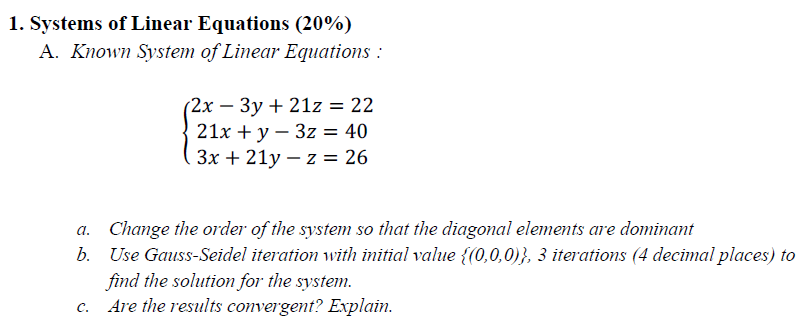 1. Systems of Linear Equations (20%)
A. Known System of Linear Equations :
2x − 3y + 21z = 22
21x + y − 3z = 40
3x + 21y − z = 26
a. Change the order of the system so that the diagonal elements are dominant
b. Use Gauss-Seidel iteration with initial value {(0,0,0)}, 3 iterations (4 decimal places) to
find the solution for the system.
c. Are the results convergent? Explain.